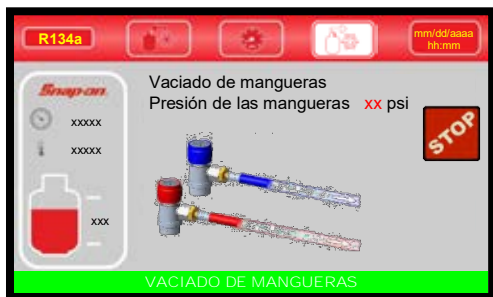 R134a
mm/dd/aaaa
hh:mm
Snap-on
xxxxx
xxxxx
xxx
Vaciado de mangueras
Presión de las mangueras xx psi
STOP
VACIADO DE MANGUERAS